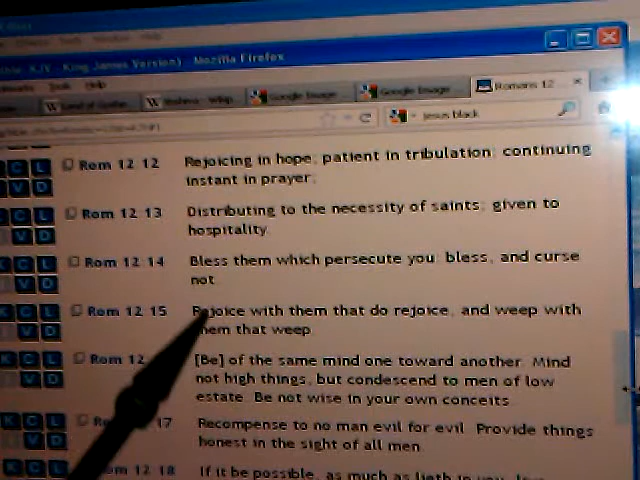 King James Version) Mozilla Firefox
Help
Google Image
Google Image
Romans 12
jesus black
C L
V D
Rom 12 12
Rejoicing in hope; patient in tribulation; continuing
instant in prayer;
C L
V D
Rom 12 13
Distributing to the necessity of saints; given to
hospitality.
C L
V D
Rom 12 14
Bless them which persecute you: bless, and curse
not.
K C L
V D
Rom 12 15
Rejoice with them that do rejoice, and weep with
them that weep.
K C L
V D
Rom 12
[Be] of the same mind one toward another. Mind
not high things, but condescend to men of low
estate. Be not wise in your own conceits.
K C L
V D
17
Recompense to no man evil for evil. Provide things
honest in the sight of all men.
K C L
Rom 12 18
If it be possible, as much as lieth in you,